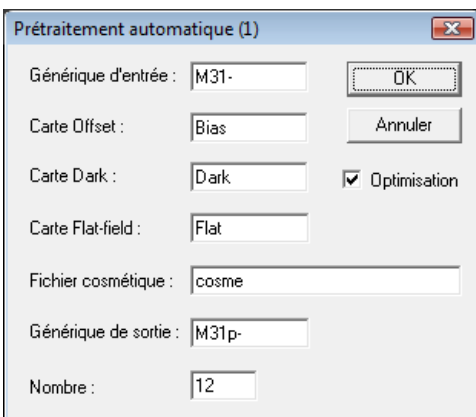 Prétraitement automatique (1)
Générique d'entrée : M31- OK
Carte Offset : Bias Annuler
Carte Dark : Dark Optimisation
Carte Flat-field : Flat
Fichier cosmétique : cosme
Générique de sortie : M31p-
Nombre : 12